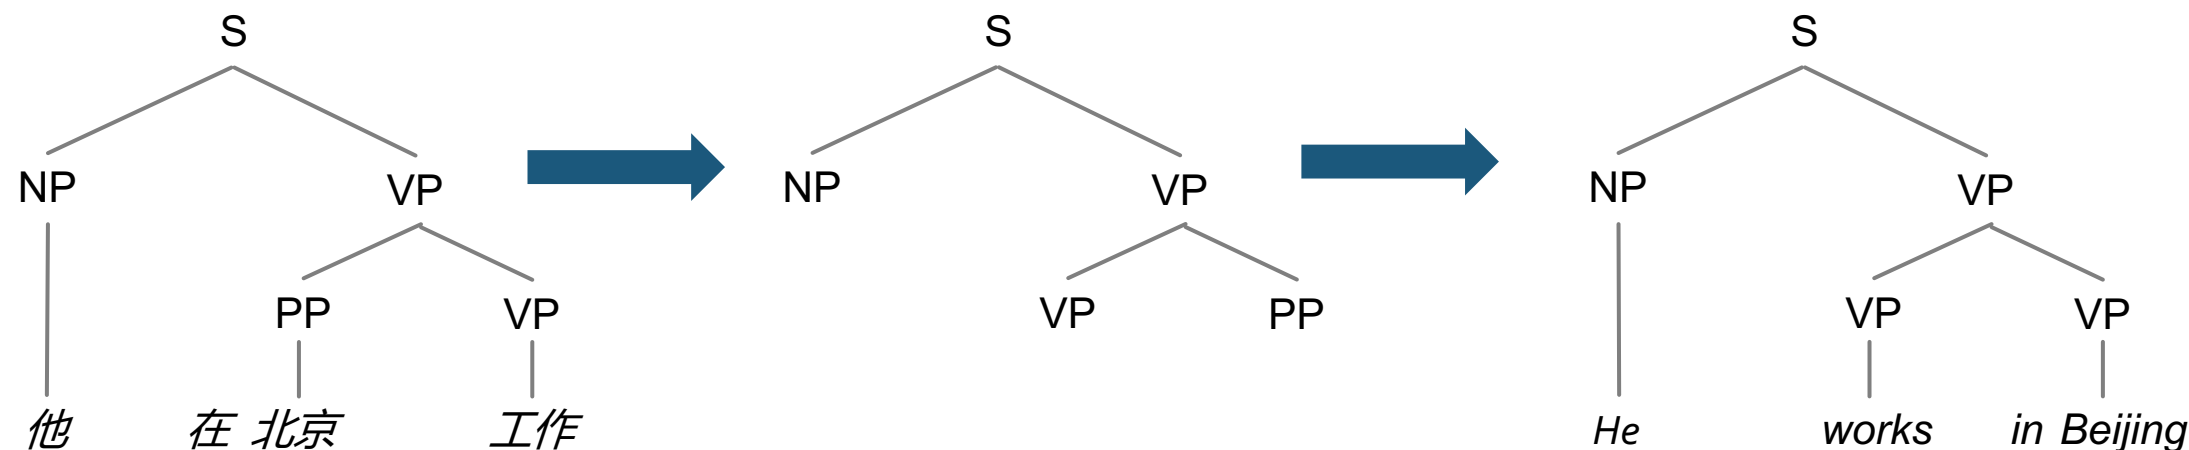 S S S
NP VP NP VP NP VP
PP VP VP PP VP VP
他 在 北京 工作 He works in Beijing